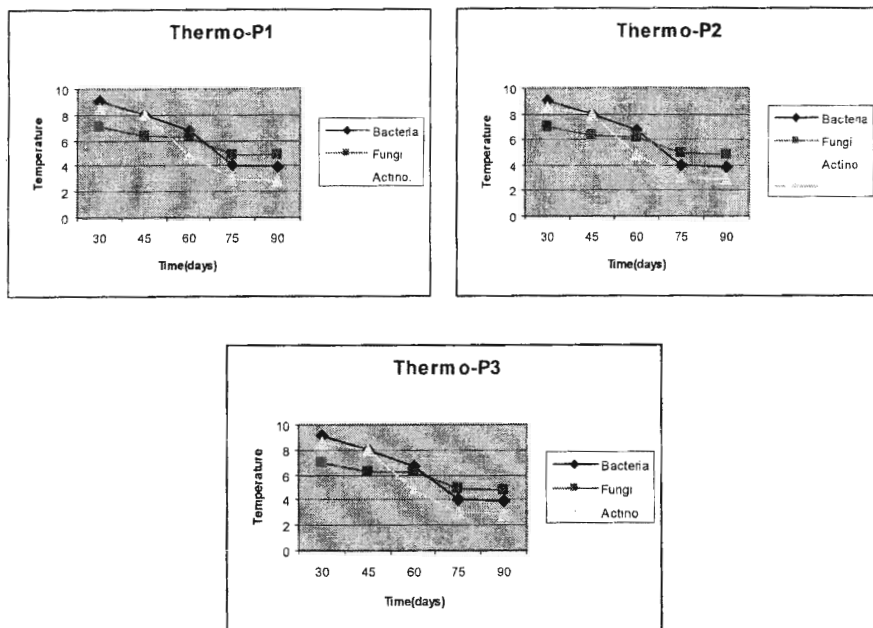 Thermo-P1
10
8
6
4
2
0
Temperature
30 45 60 75 90
Time(days)
Bacteria
Fungi
Actino.
Thermo-P2
10
8
6
4
2
0
Temperature
30 45 60 75 90
Time(days)
Bacteria
Fungi
Actino
Thermo-P3
10
8
6
4
2
0
Temperature
30 45 60 75 90
Time(days)
Bacteria
Fungi
Actino